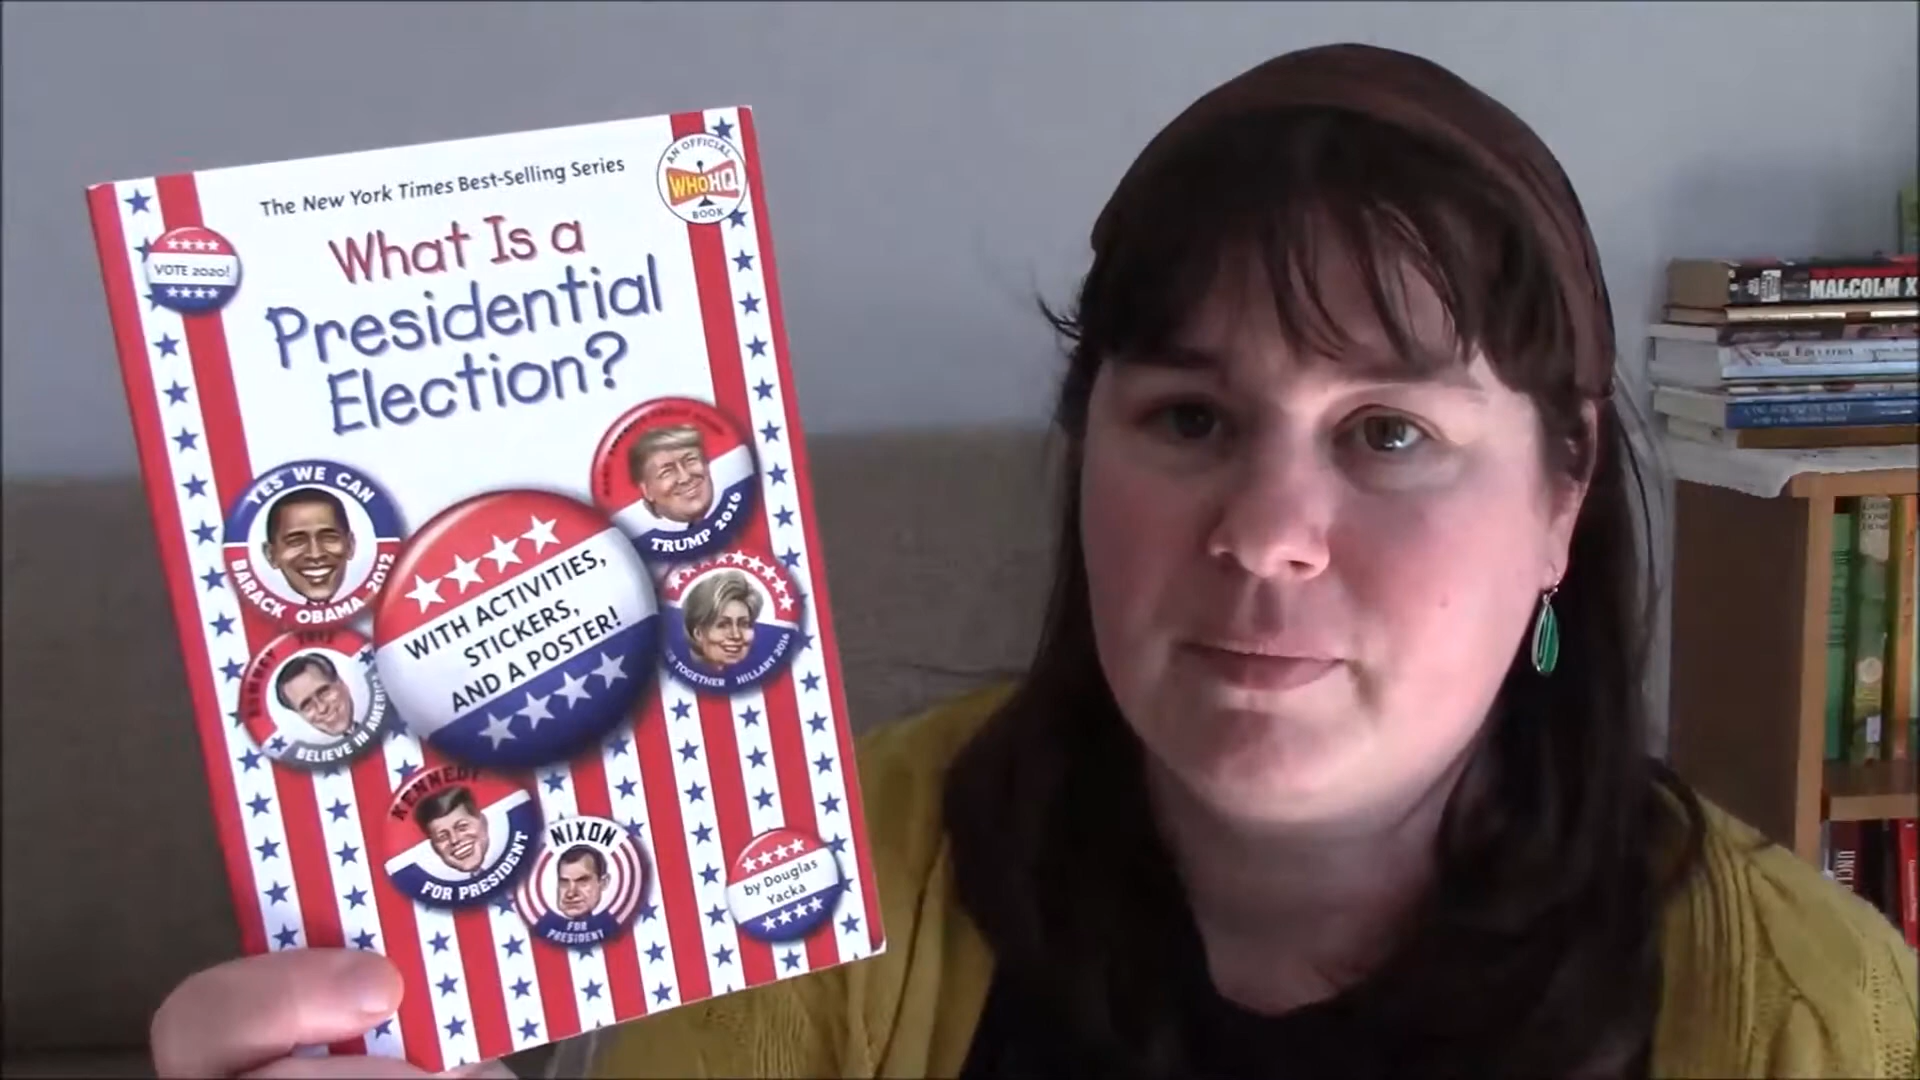 The New York Times Best-Selling Series
AN OFFICIAL
WHOHQ
BOOK
What Is a
Presidential
Election?
VOTE 2020!
YES WE CAN
BARACK OBAMA 2012
TRUMP 2016
WITH ACTIVITIES,
STICKERS,
AND A POSTER!
TOGETHER HILLARY 2016
BELIEVE IN AMERICA
KENNEDY
FOR PRESIDENT
NIXON
FOR
PRESIDENT
by Douglas
Yacka
MALCOLM X